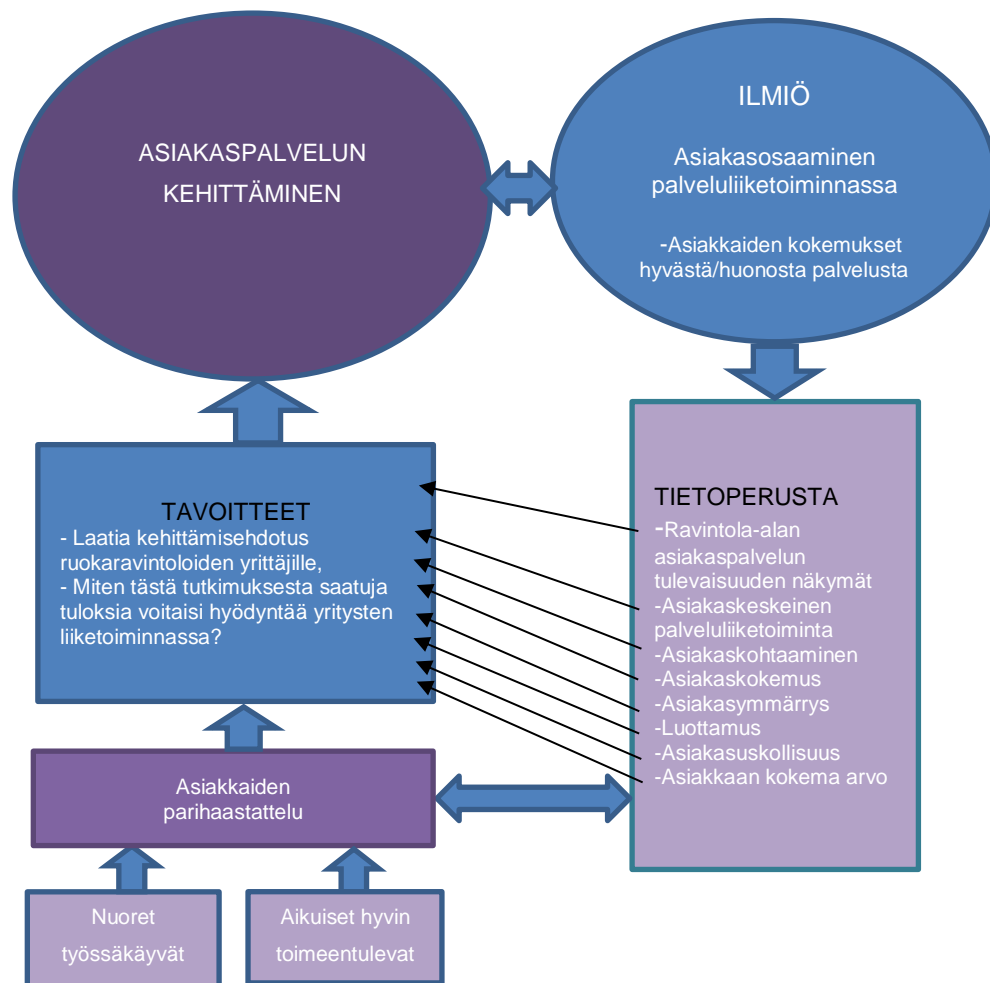 ASIAKASPALVELUN
KEHITTÄMINEN
ILMIÖ
Asiakasosaaminen
palveluliiketoiminnassa
-Asiakkaiden kokemukset
hyvästä/huonosta palvelusta
TAVOITTEET
- Laatia kehittämisehdotus
ruokaravintoloiden yrittäjille,
- Miten tästä tutkimuksesta saatuja
tuloksia voitaisi hyödyntää yritysten
liiketoiminnassa?
TIETOPERUSTA
-Ravintola-alan
asiakaspalvelun
tulevaisuuden näkymät
-Asiakaskeskeinen
palveluliiketoiminta
-Asiakaskohtaaminen
-Asiakaskokemus
-Asiakasymmärrys
-Luottamus
-Asiakasuskollisuus
-Asiakkaan kokema arvo
Asiakkaiden
parihaastattelu
Nuoret
työssäkäyvät
Aikuiset hyvin
toimeentulevat